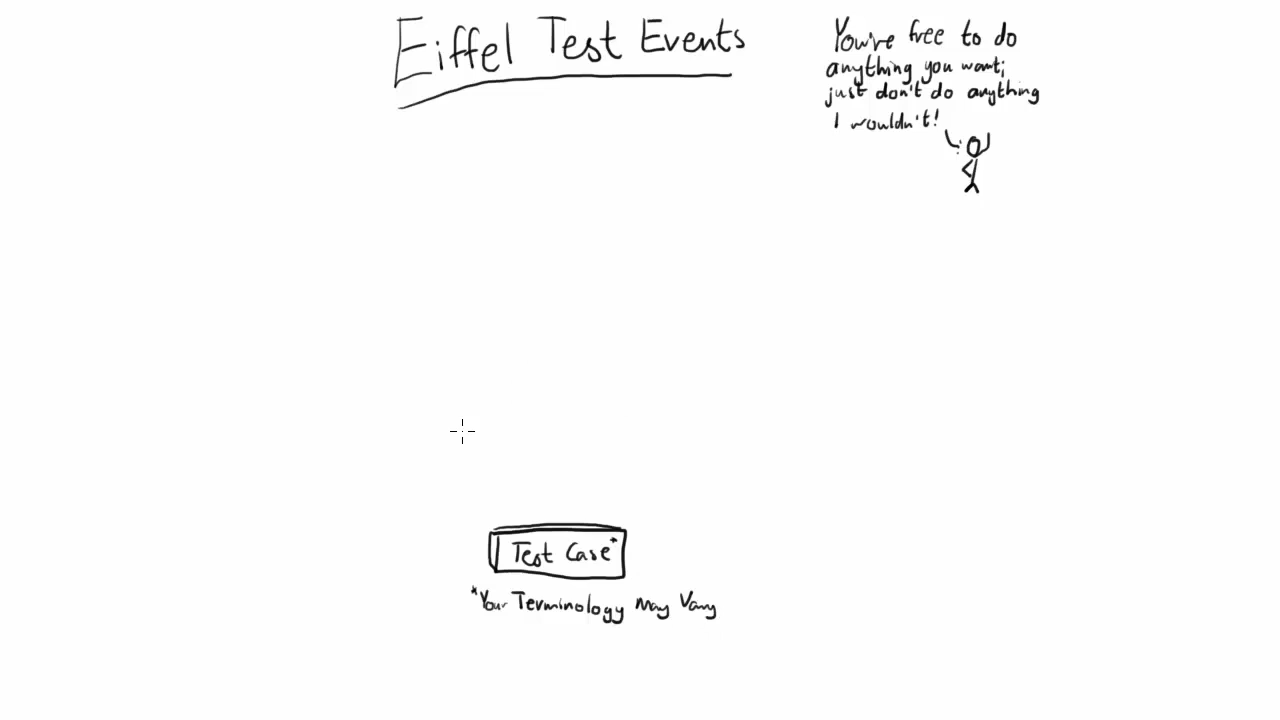 Eiffel Test Events
You're free to do
anything you want;
just don't do anything
I wouldn't!
Test Case*
*Your Terminology May Vary